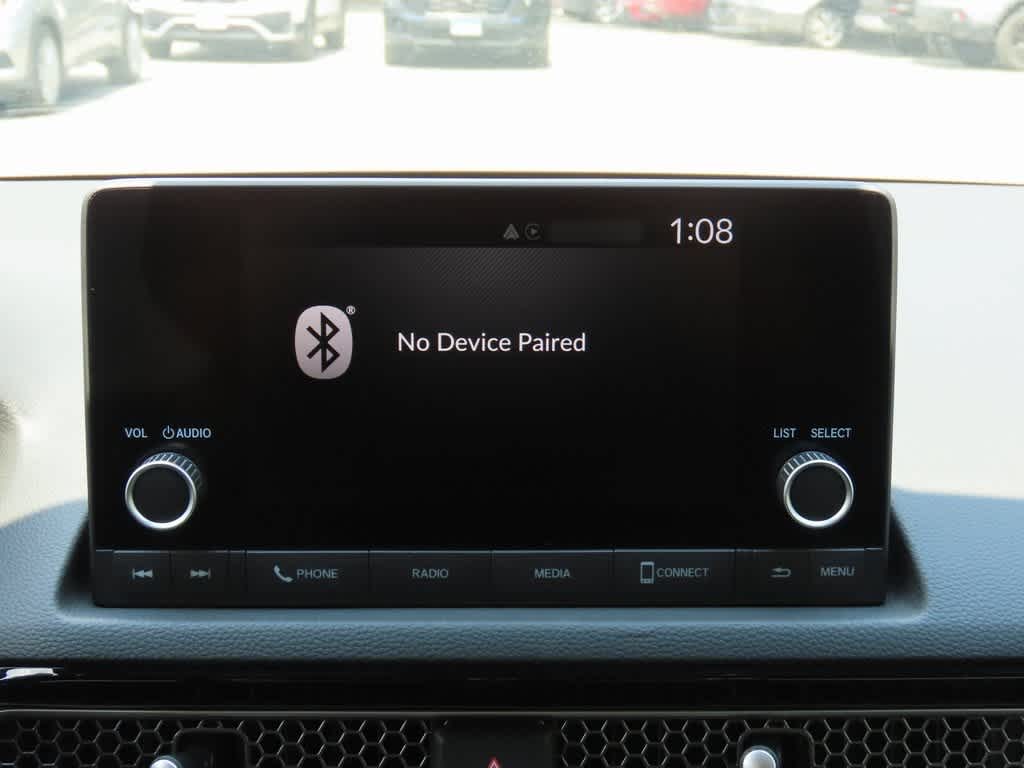 1:08
®
No Device Paired
VOL AUDIO
LIST SELECT
PHONE RADIO MEDIA CONNECT MENU